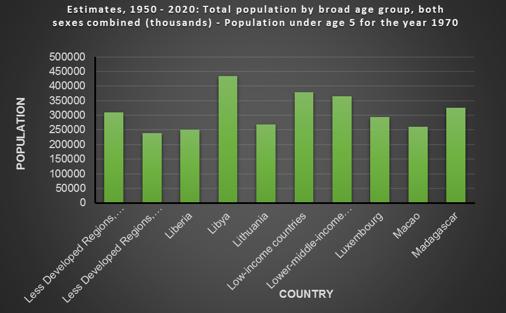 Estimates, 1950 - 2020: Total population by broad age group, both
sexes combined (thousands) - Population under age 5 for the year 1970
POPULATION
500000
450000
400000
350000
300000
250000
200000
150000
100000
50000
0
Less Developed Regions,…
Less Developed Regions,…
Liberia
Libya
Lithuania
Low-income countries
Lower-middle-income…
Luxembourg
Macao
Madagascar
COUNTRY